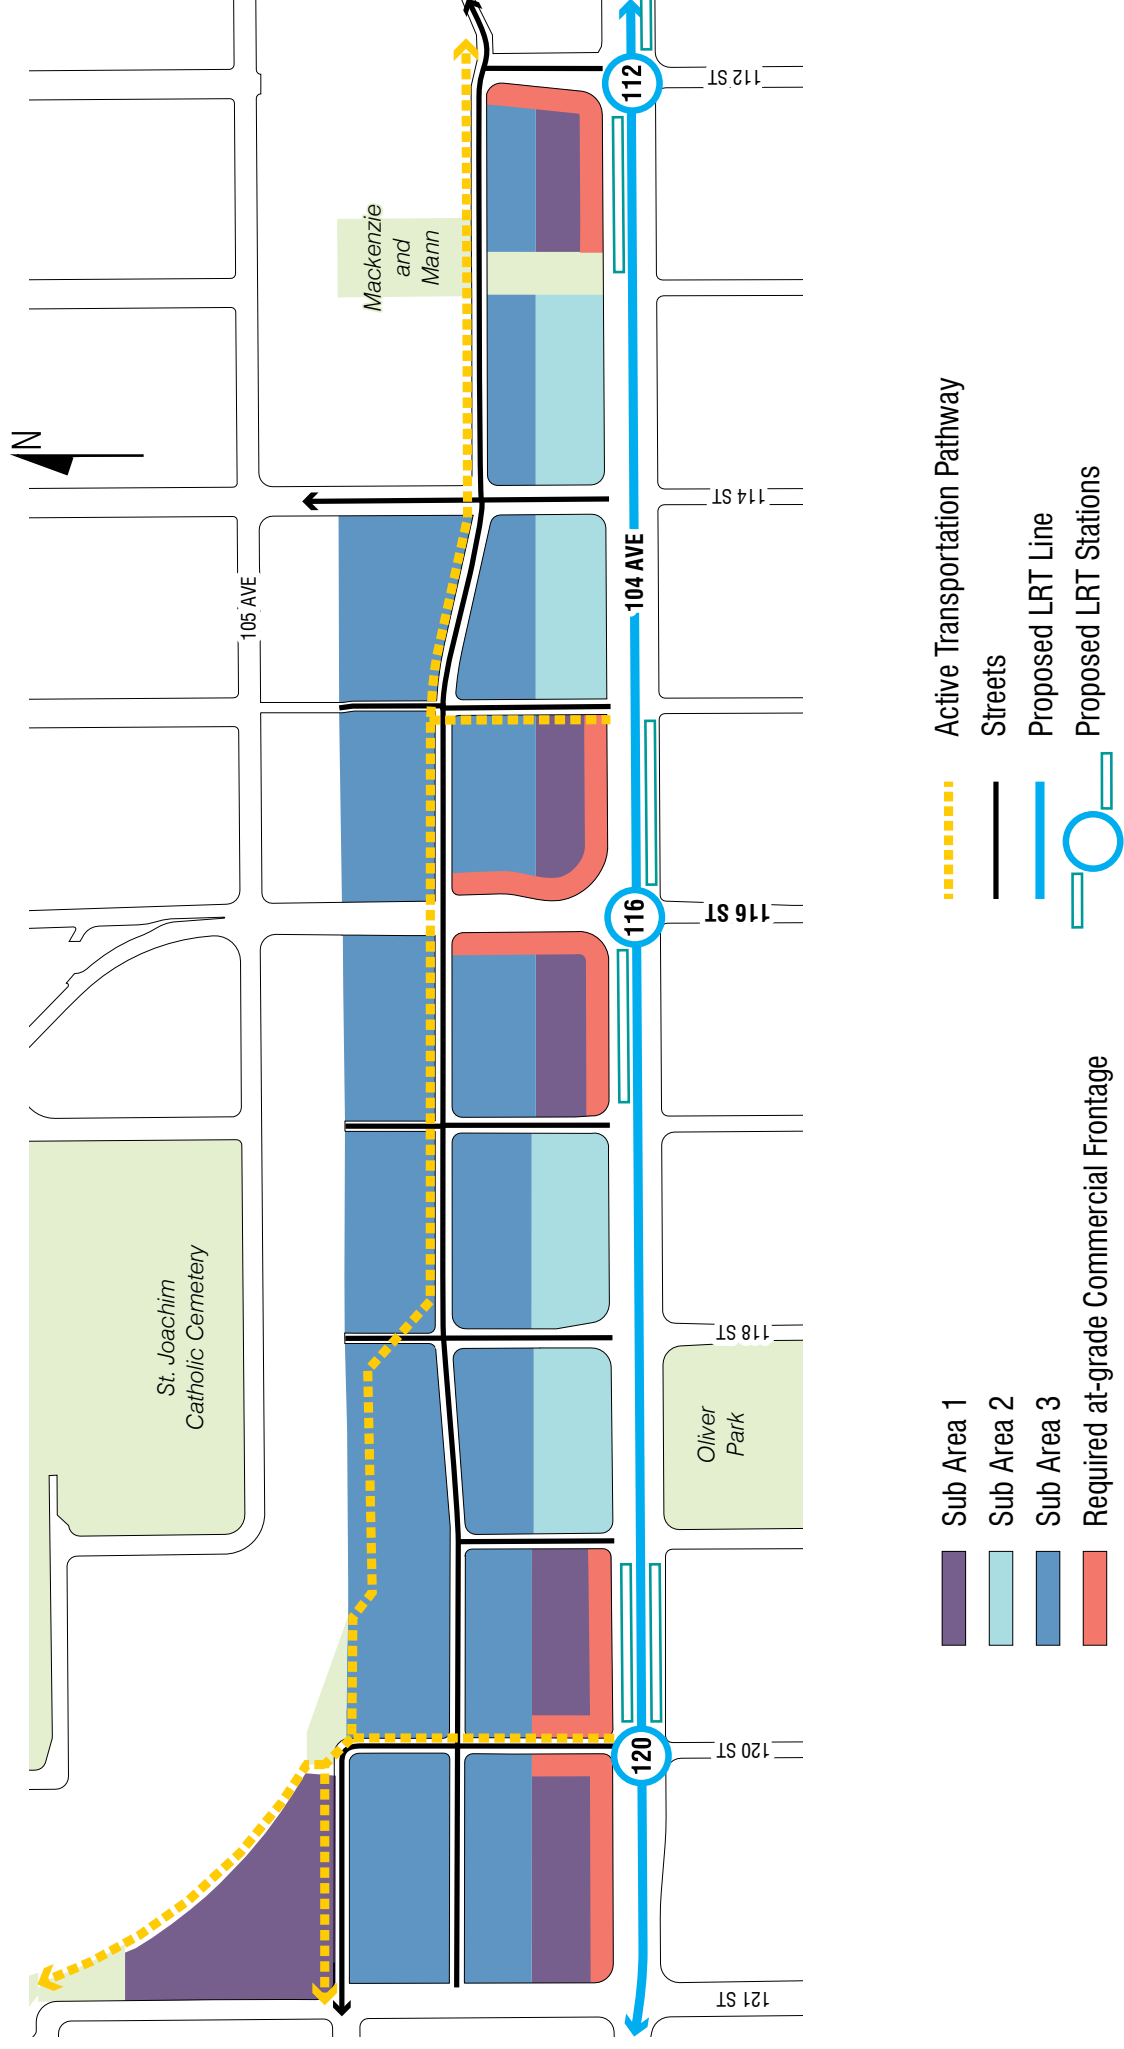 N
105 AVE
St. Joachim
Catholic Cemetery
Mackenzie
and
Mann
104 AVE
120
116
112
121 ST
120 ST
118 ST
116 ST
114 ST
112 ST
Oliver
Park
Sub Area 1
Sub Area 2
Sub Area 3
Required at-grade Commercial Frontage
Active Transportation Pathway
Streets
Proposed LRT Line
Proposed LRT Stations